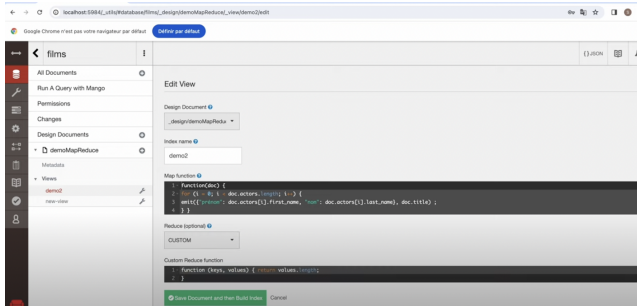 localhost:5984/_utils/#database/films/_design/demoMapReduce/_view/demo2/edit
Google Chrome n'est pas votre navigateur par défaut Définir par défaut
films
{} JSON
All Documents
Run A Query with Mango
Permissions
Changes
Design Documents
demoMapReduce
Metadata
Views
demo2
new-view
Edit View
Design Document
_design/demoMapReduc
Index name
demo2
Map function
1 function(doc) {
2 for (i = 0; i < doc.actors.length; i++) {
3 emit({"prénom": doc.actors[i].first_name, "nom": doc.actors[i].last_name}, doc.title) ;
4 } }
Reduce (optional)
CUSTOM
Custom Reduce function
1 function (keys, values) { return values.length;
2 }
Save Document and then Build Index Cancel